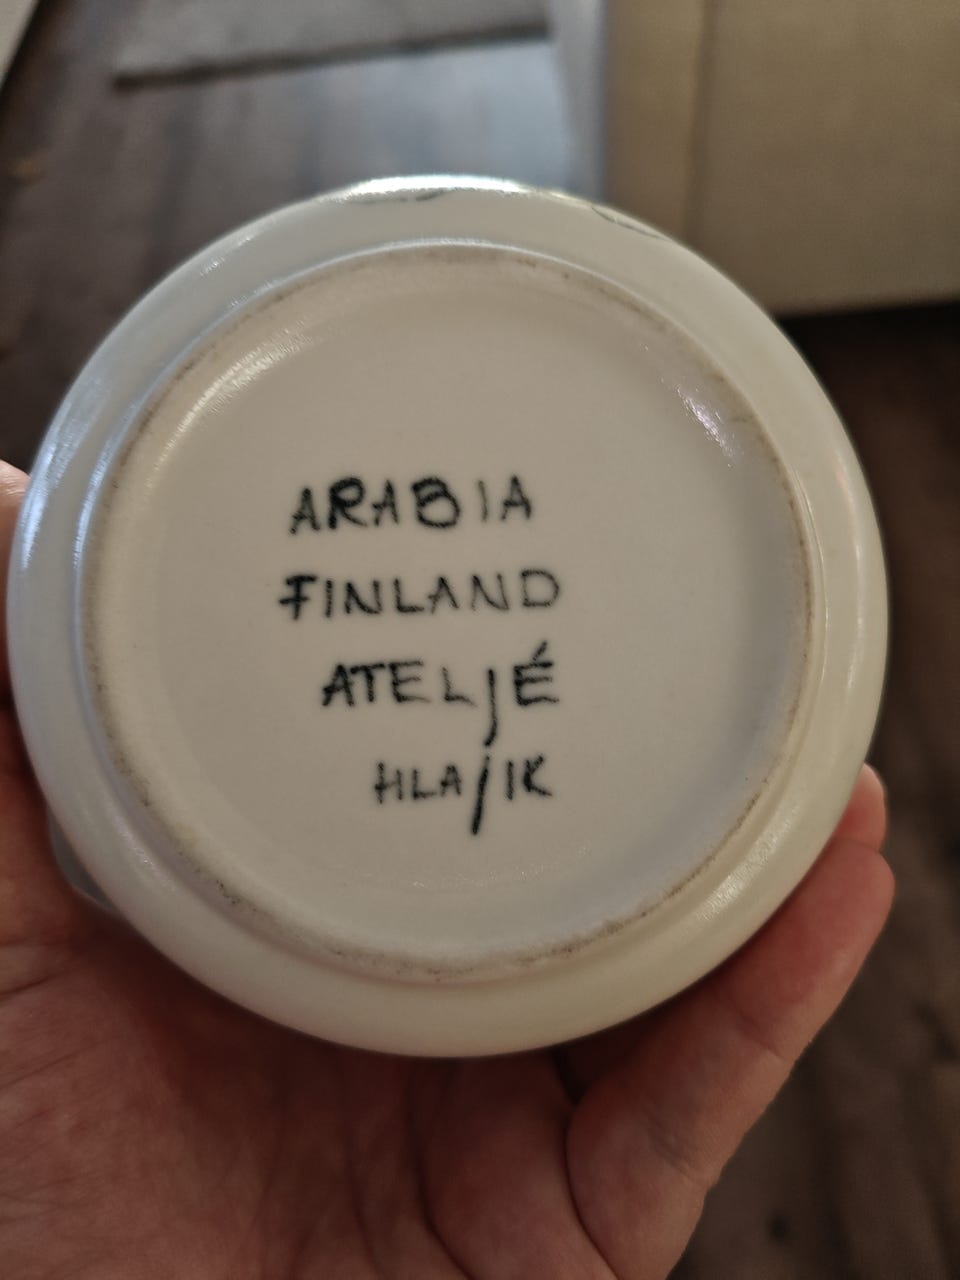 ARABIA
FINLAND
ATELJÉ
HLA/IK